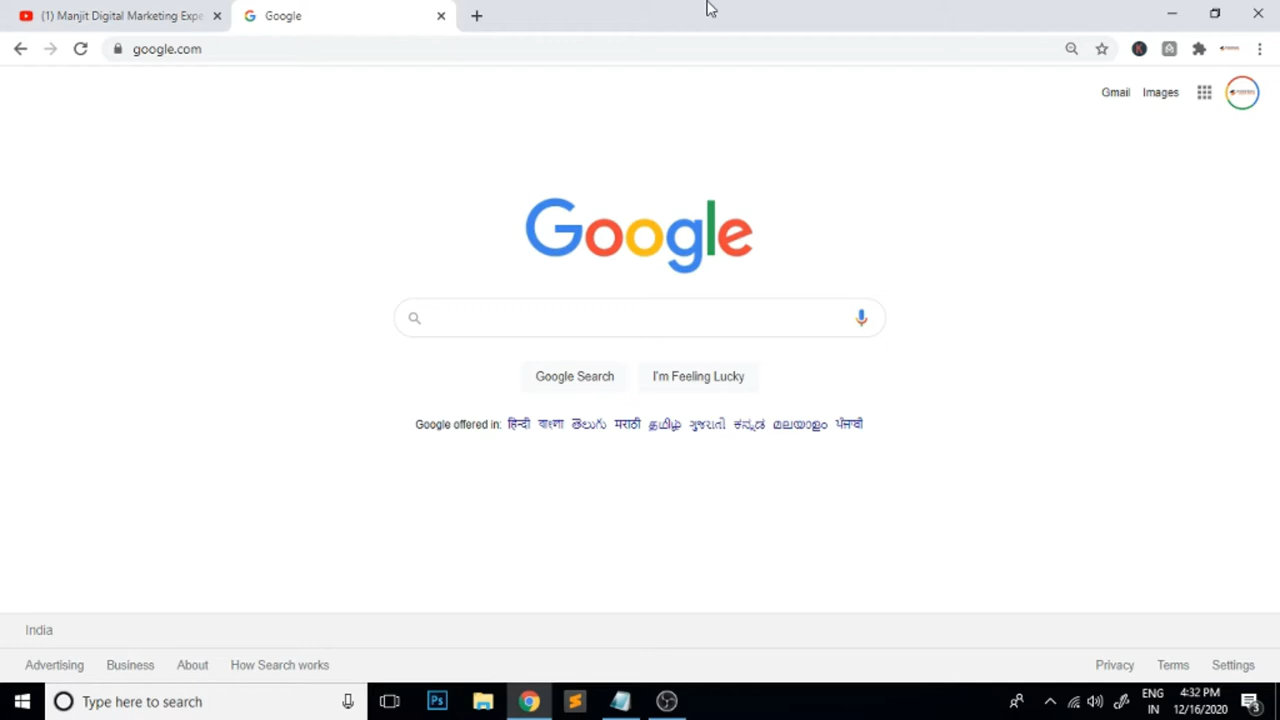 (1) Manjit Digital Marketing Expe
Google
google.com
Gmail Images
Google
Google Search I'm Feeling Lucky
Google offered in: हिन्दी বাংলা తెలుగు मराठी தமிழ் ગુજરાતી ಕನ್ನಡ മലയാളം ਪੰਜਾਬੀ
India
Advertising Business About How Search works Privacy Terms Settings
Type here to search Ps ENG IN 4:32 PM 12/16/2020 3